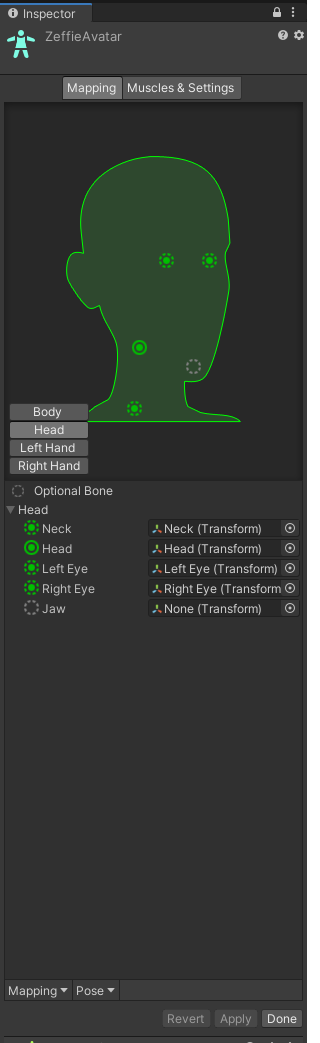 Inspector
ZeffieAvatar
Mapping Muscles & Settings
Body
Head
Left Hand
Right Hand
Optional Bone
Head
Neck Neck (Transform)
Head Head (Transform)
Left Eye Left Eye (Transform)
Right Eye Right Eye (Transform
Jaw None (Transform)
Mapping Pose
Revert Apply Done